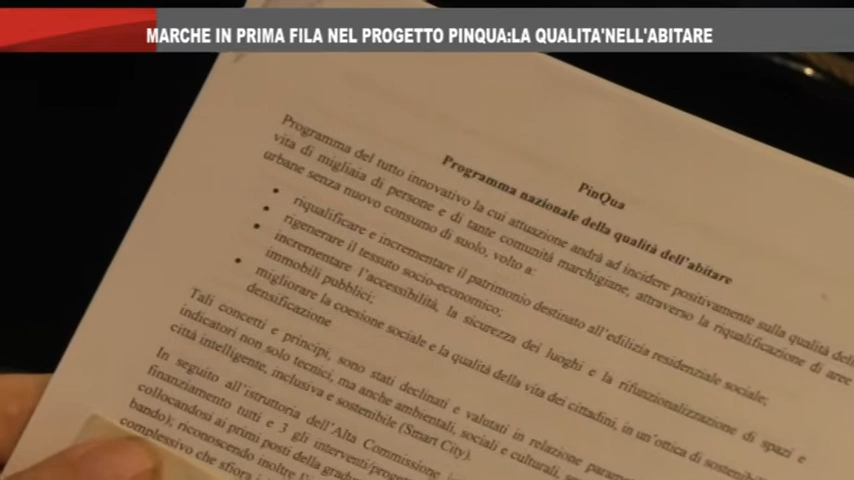 MARCHE IN PRIMA FILA NEL PROGETTO PINQUA:LA QUALITA'NELL'ABITARE
PinQua
Programma nazionale della qualità dell'abitare
Programma del tutto innovativo la cui attuazione andrà ad incidere positivamente sulla qualità dell
vita di migliaia di persone e di tante comunità marchigiane, attraverso la riqualificazione di aree
urbane senza nuovo consumo di suolo, volto a:
• riqualificare e incrementare il patrimonio destinato all'edilizia residenziale sociale;
• rigenerare il tessuto socio-economico;
• incrementare l'accessibilità, la sicurezza dei luoghi e la rifunzionalizzazione di spazi e
immobili pubblici;
• migliorare la coesione sociale e la qualità della vita dei cittadini, in un'ottica di sostenibil
densificazione
Tali concetti e principi, sono stati declinati e valutati in relazione param
indicatori non solo tecnici, ma anche ambientali, sociali e culturali, se
città intelligente, inclusiva e sostenibile (Smart City).
In seguito all'istruttoria dell'Alta Commissione
finanziamento tutti e 3 gli interventi/proge
collocandosi ai primi posti della gradu
bando); riconoscendo inoltre l
complessivo che sfiora i